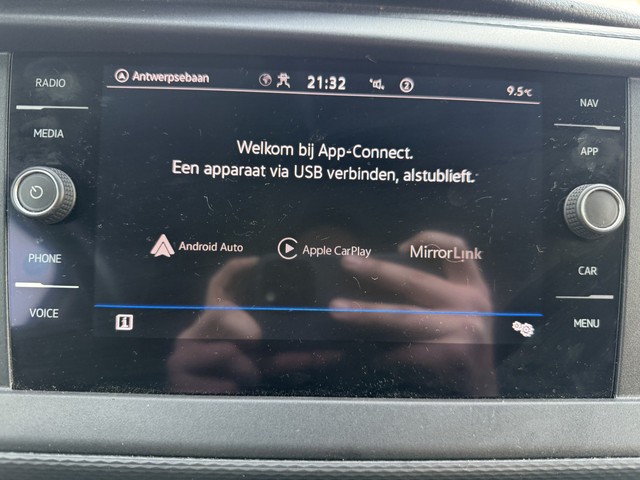 RADIO
MEDIA
PHONE
VOICE
Antwerpsebaan
21:32
2
9.5°C
Welkom bij App-Connect.
Een apparaat via USB verbinden, alstublieft.
Android Auto
Apple CarPlay
MirrorLink
NAV
APP
CAR
MENU